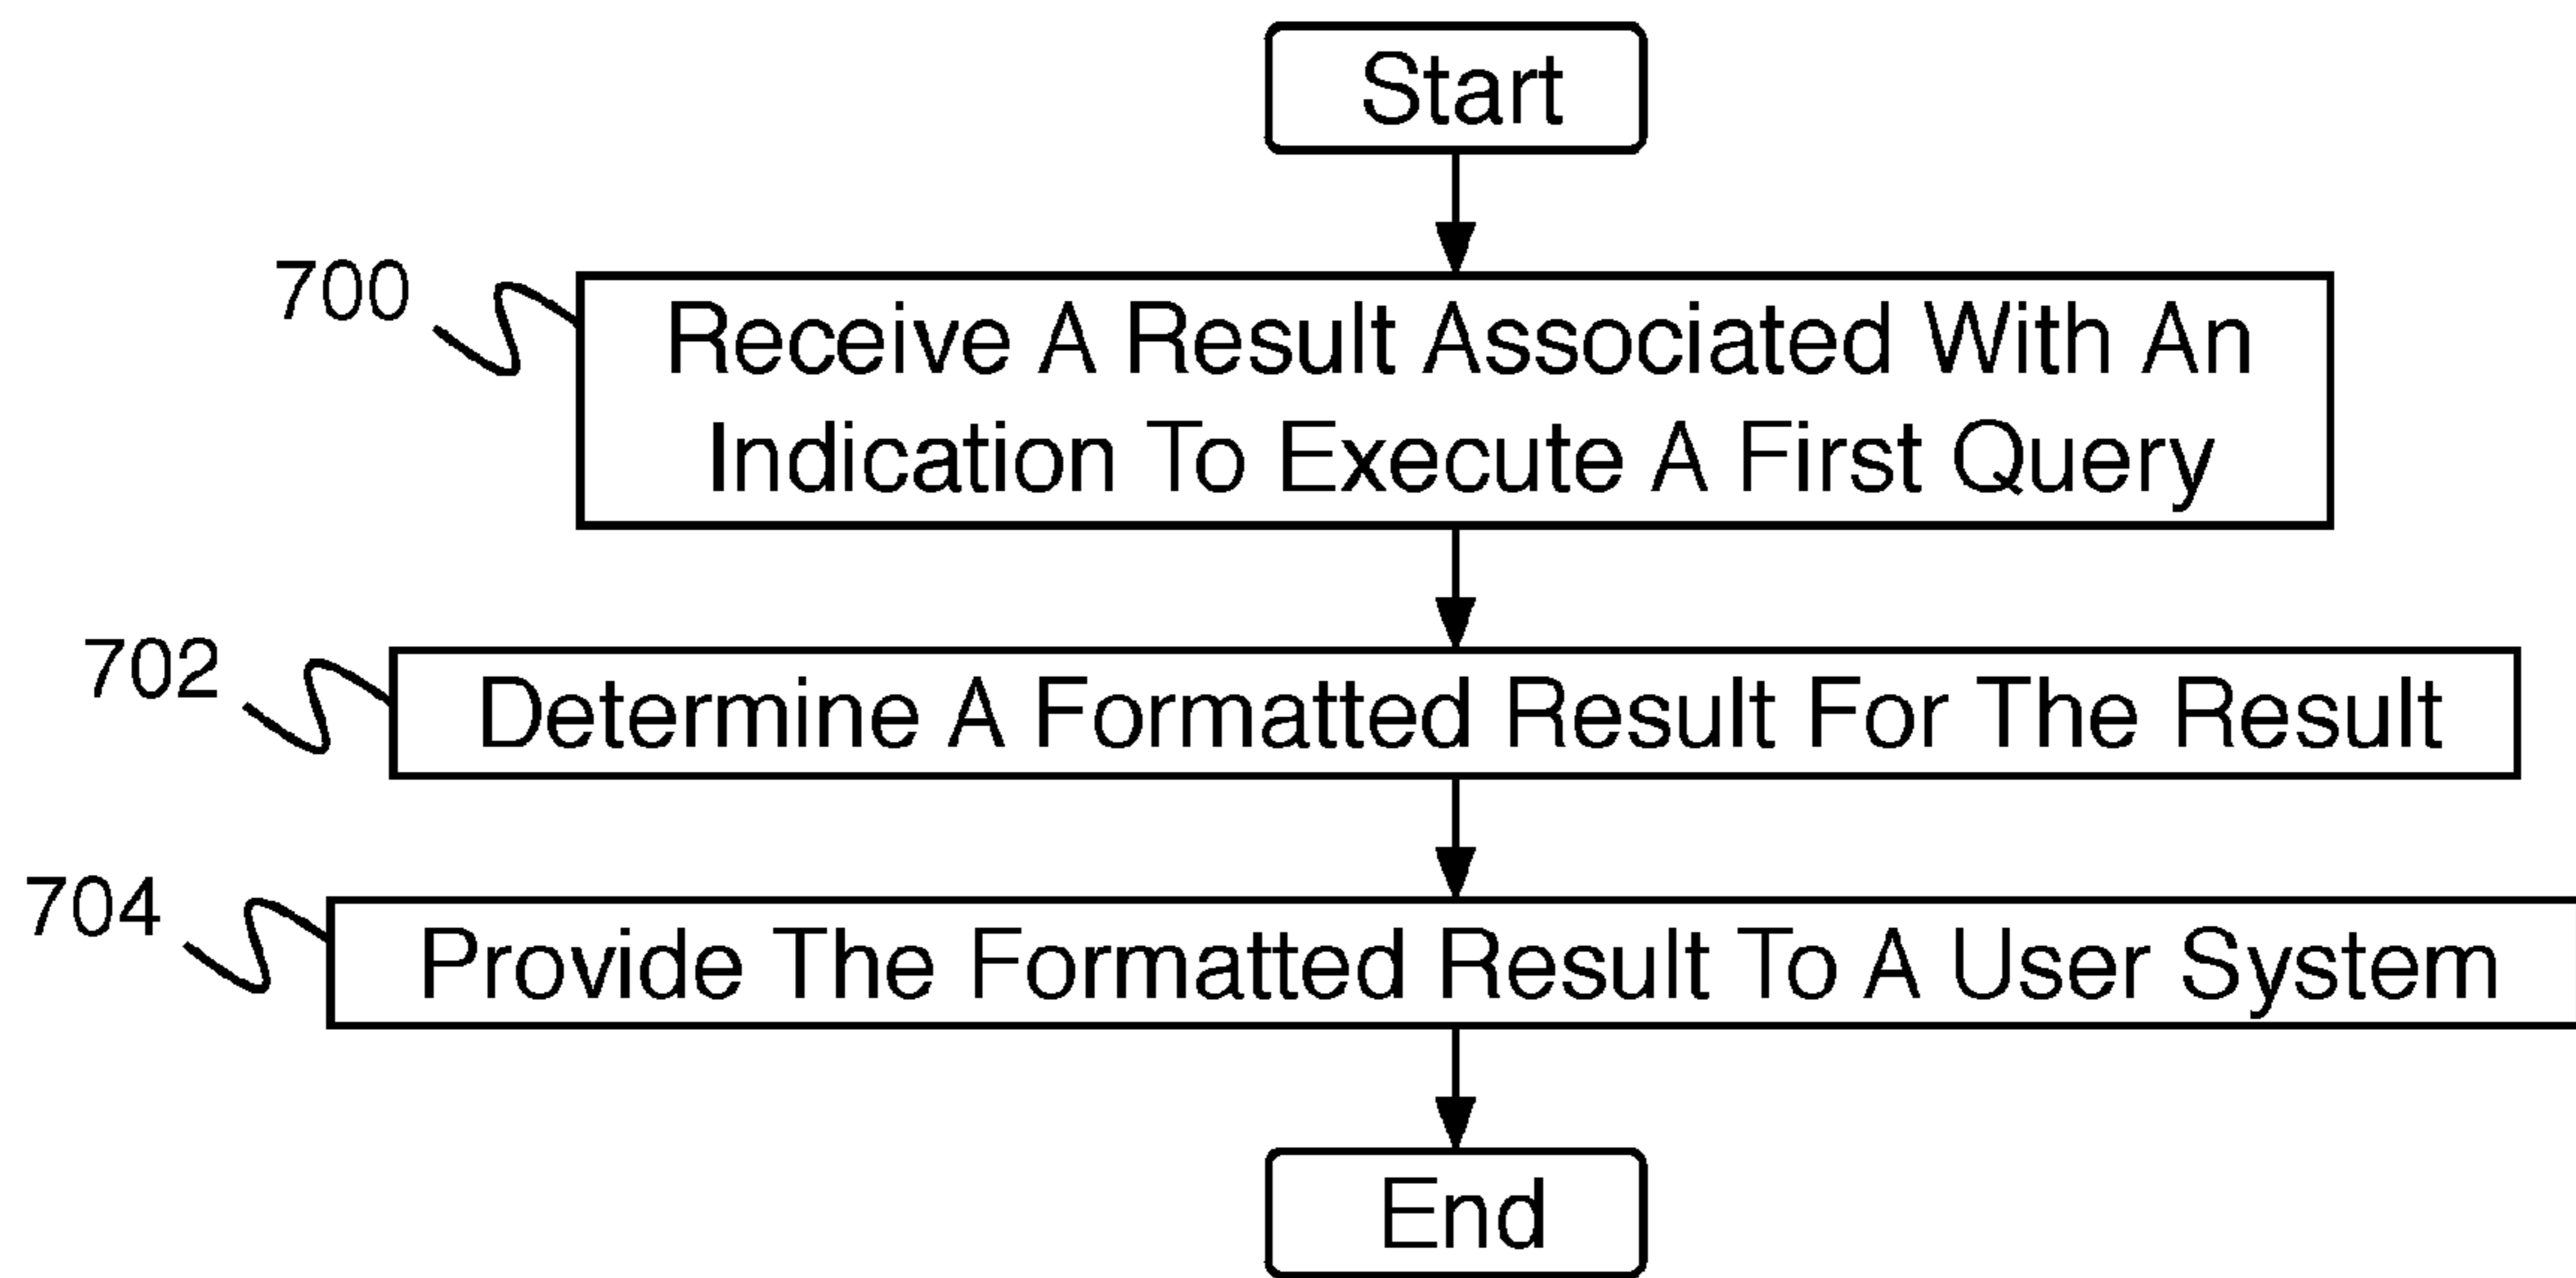 Start
700
Receive A Result Associated With An
Indication To Execute A First Query
702
Determine A Formatted Result For The Result
704
Provide The Formatted Result To A User System
End